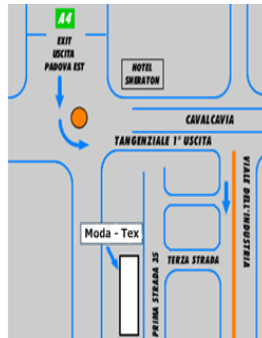 A4
EXIT
USCITA
PADOVA EST
HOTEL
SHERATON
CAVALCAVIA
TANGENZIALE 1° USCITA
VIALE DELL'INDUSTRIA
Moda - Tex
PRIMA STRADA 35
TERZA STRADA